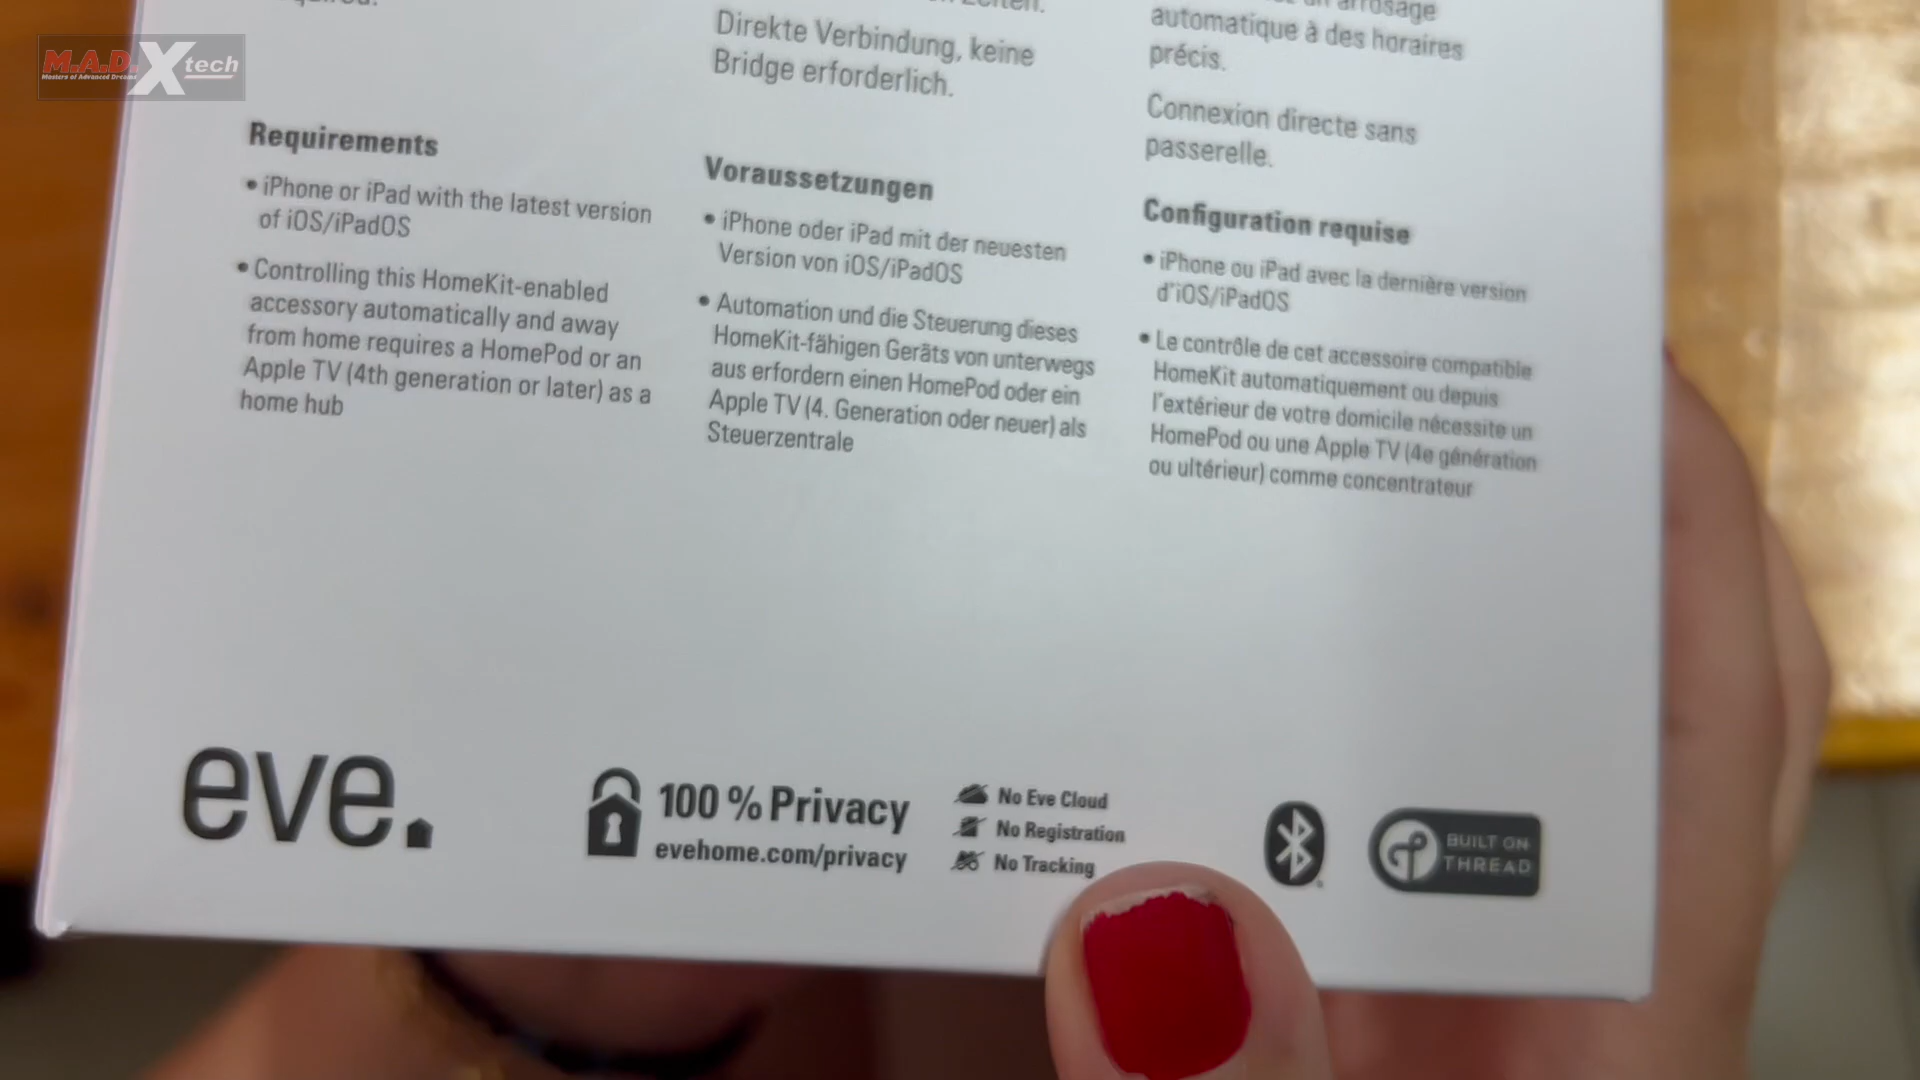 M.A.D. X tech
Masters of Advanced Dreams
Direkte Verbindung, keine
Bridge erforderlich.
arrosage
automatique à des horaires
précis.
Connexion directe sans
passerelle.
Requirements
• iPhone or iPad with the latest version
of iOS/iPadOS
• Controlling this HomeKit-enabled
accessory automatically and away
from home requires a HomePod or an
Apple TV (4th generation or later) as a
home hub
Voraussetzungen
• iPhone oder iPad mit der neuesten
Version von iOS/iPadOS
• Automation und die Steuerung dieses
HomeKit-fähigen Geräts von unterwegs
aus erfordern einen HomePod oder ein
Apple TV (4. Generation oder neuer) als
Steuerzentrale
Configuration requise
• iPhone ou iPad avec la dernière version
d'iOS/iPadOS
• Le contrôle de cet accessoire compatible
HomeKit automatiquement ou depuis
l'extérieur de votre domicile nécessite un
HomePod ou une Apple TV (4e génération
ou ultérieur) comme concentrateur
eve.
100 % Privacy
evehome.com/privacy
No Eve Cloud
No Registration
No Tracking
BUILT ON
THREAD